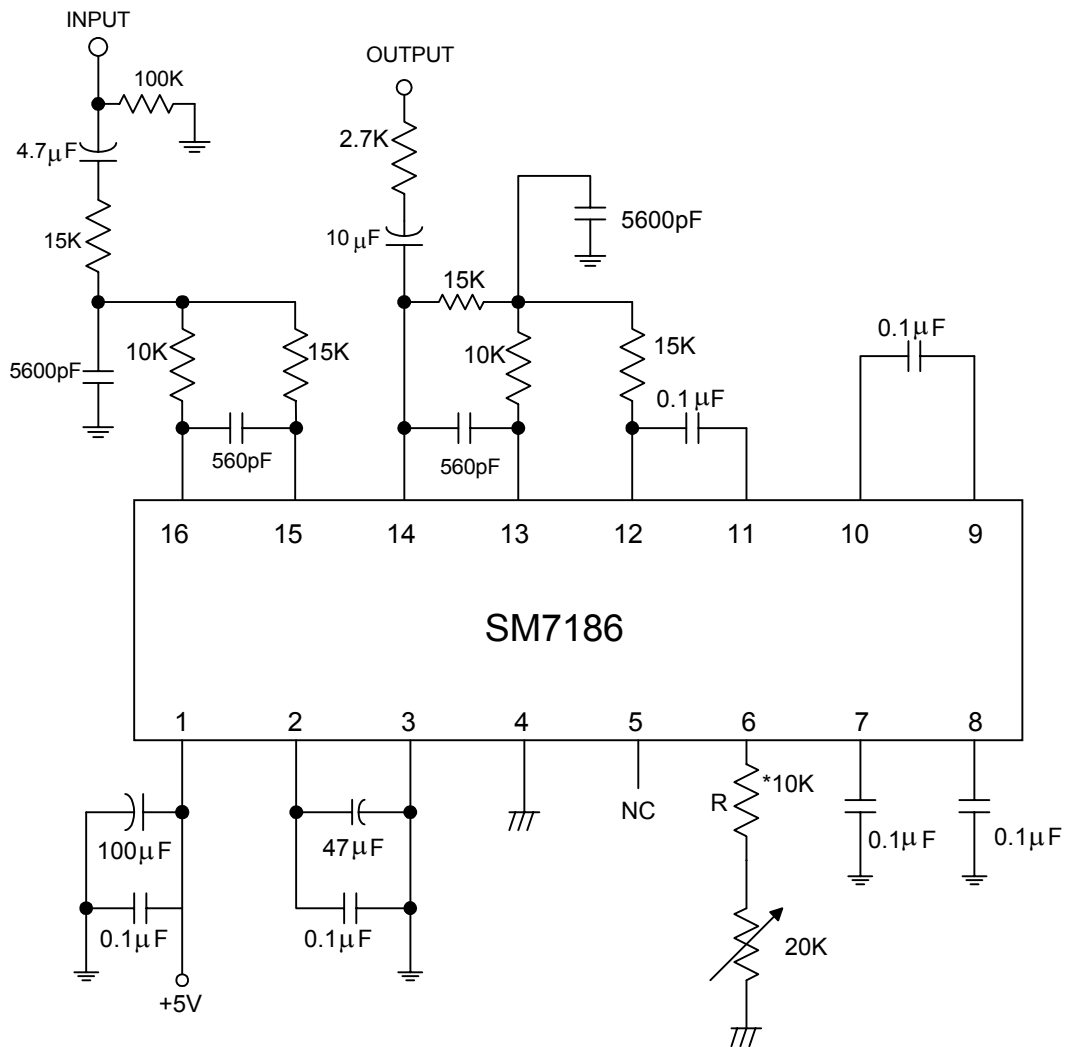 INPUT
OUTPUT
100K
2.7K
4.7μF
5600pF
15K
10μF
15K
0.1μF
10K
15K
10K
15K
5600pF
0.1μF
560pF
560pF
16 15 14 13 12 11 10 9
SM7186
1 2 3 4 5 6 7 8
*10K
R
NC
100μF
47μF
0.1μF
0.1μF
0.1μF
0.1μF
20K
+5V